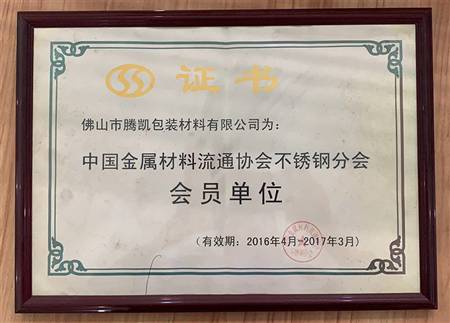 证书
佛山市腾凯包装材料有限公司为:
中国金属材料流通协会不锈钢分会
会员单位
(有效期:2016年4月-2017年3月)